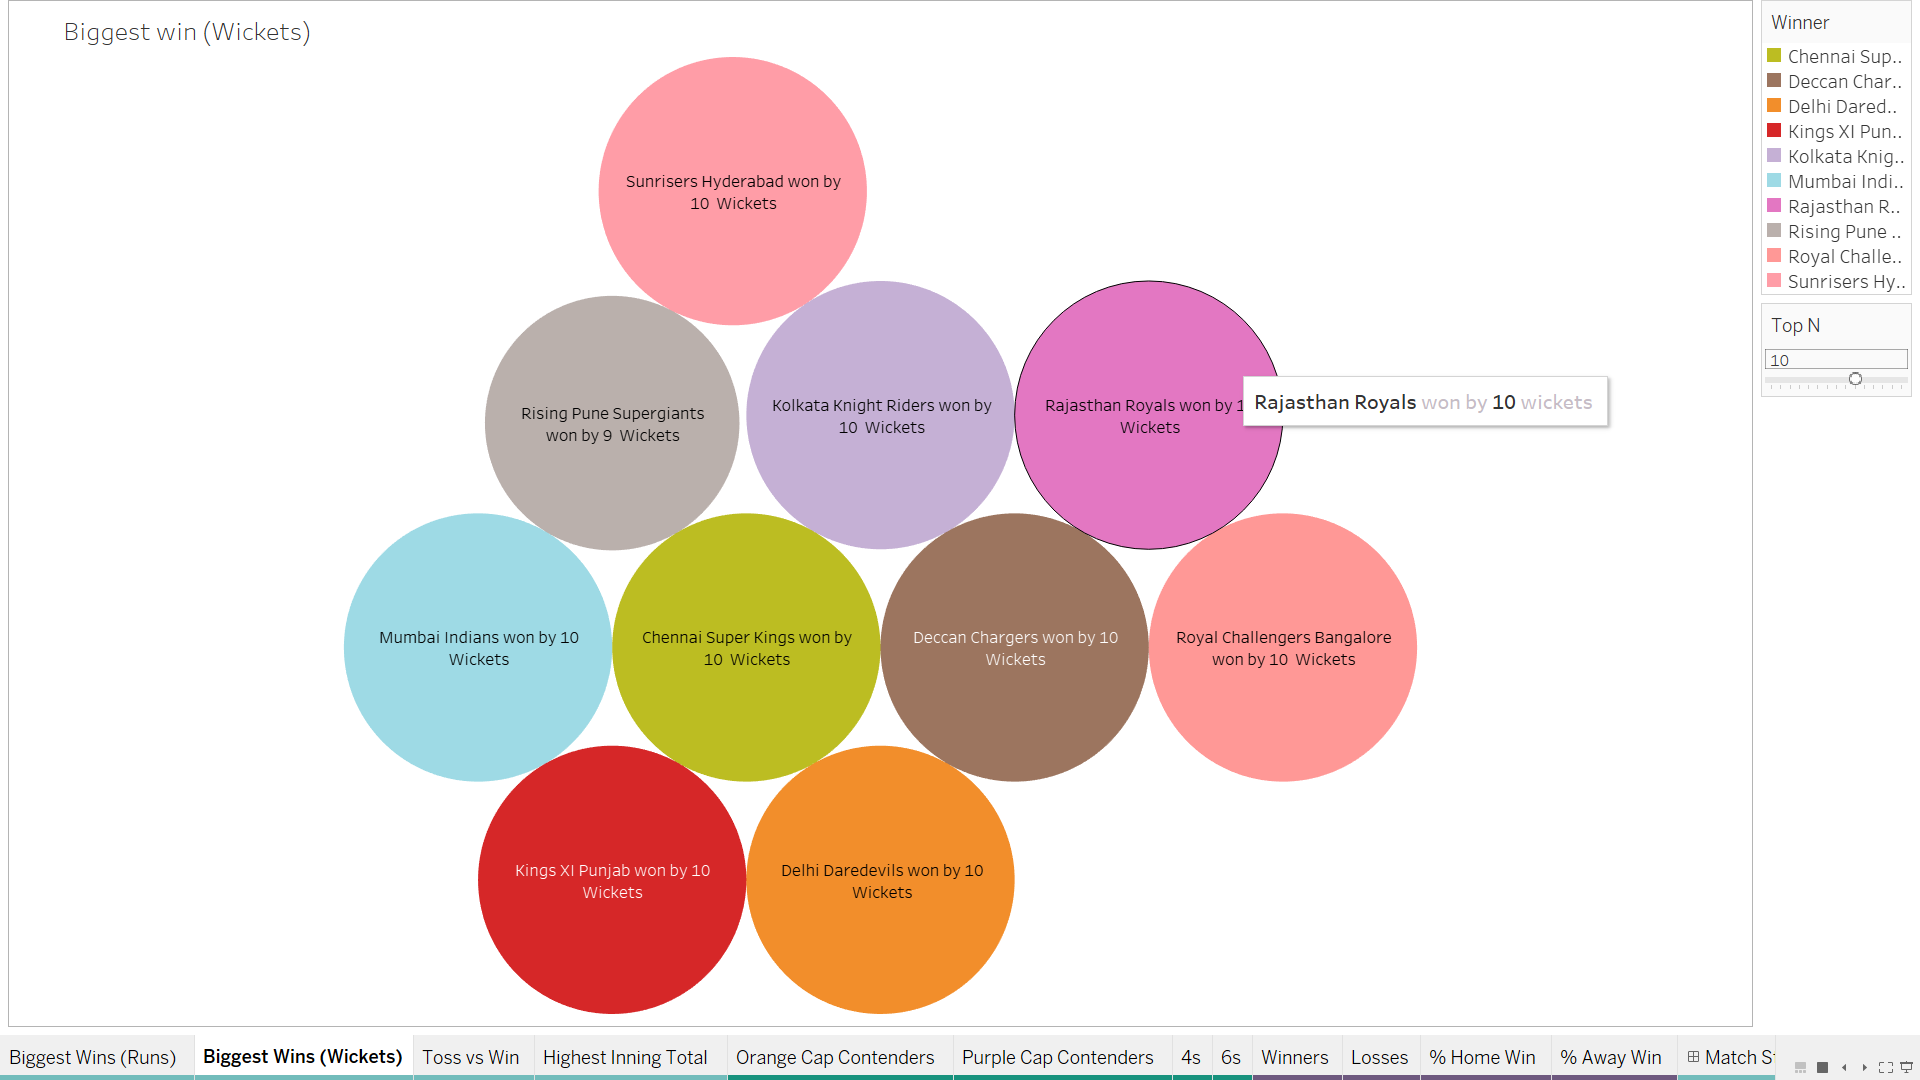 Biggest win (Wickets)
Sunrisers Hyderabad won by
10 Wickets
Rising Pune Supergiants
won by 9 Wickets
Kolkata Knight Riders won by
10 Wickets
Rajasthan Royals won by 1
Wickets
Rajasthan Royals won by 10 wickets
Mumbai Indians won by 10
Wickets
Chennai Super Kings won by
10 Wickets
Deccan Chargers won by 10
Wickets
Royal Challengers Bangalore
won by 10 Wickets
Kings XI Punjab won by 10
Wickets
Delhi Daredevils won by 10
Wickets
Winner
Chennai Sup..
Deccan Char..
Delhi Dared..
Kings XI Pun..
Kolkata Knig..
Mumbai Indi..
Rajasthan R..
Rising Pune ..
Royal Challe..
Sunrisers Hy..
Top N
10
Biggest Wins (Runs) Biggest Wins (Wickets) Toss vs Win Highest Inning Total Orange Cap Contenders Purple Cap Contenders 4s 6s Winners Losses % Home Win % Away Win Match S